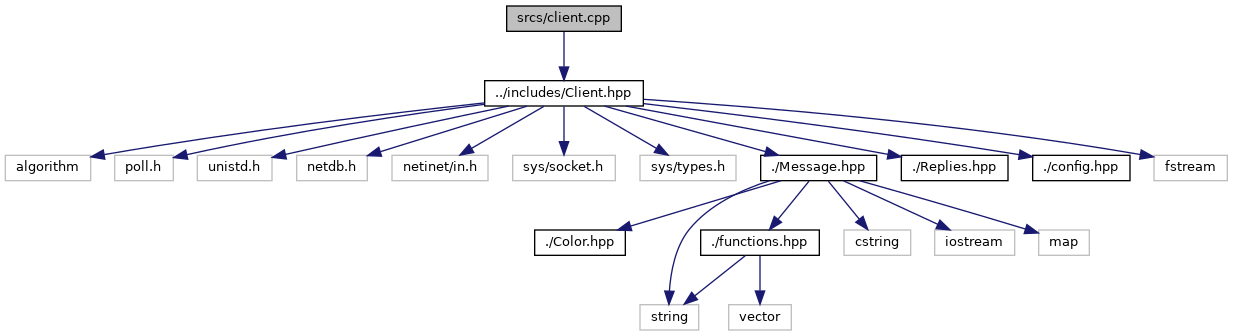 srcs/client.cpp
../includes/Client.hpp
algorithm
poll.h
unistd.h
netdb.h
netinet/in.h
sys/socket.h
sys/types.h
./Message.hpp
./Replies.hpp
./config.hpp
fstream
./Color.hpp
./functions.hpp
cstring
iostream
map
string
vector